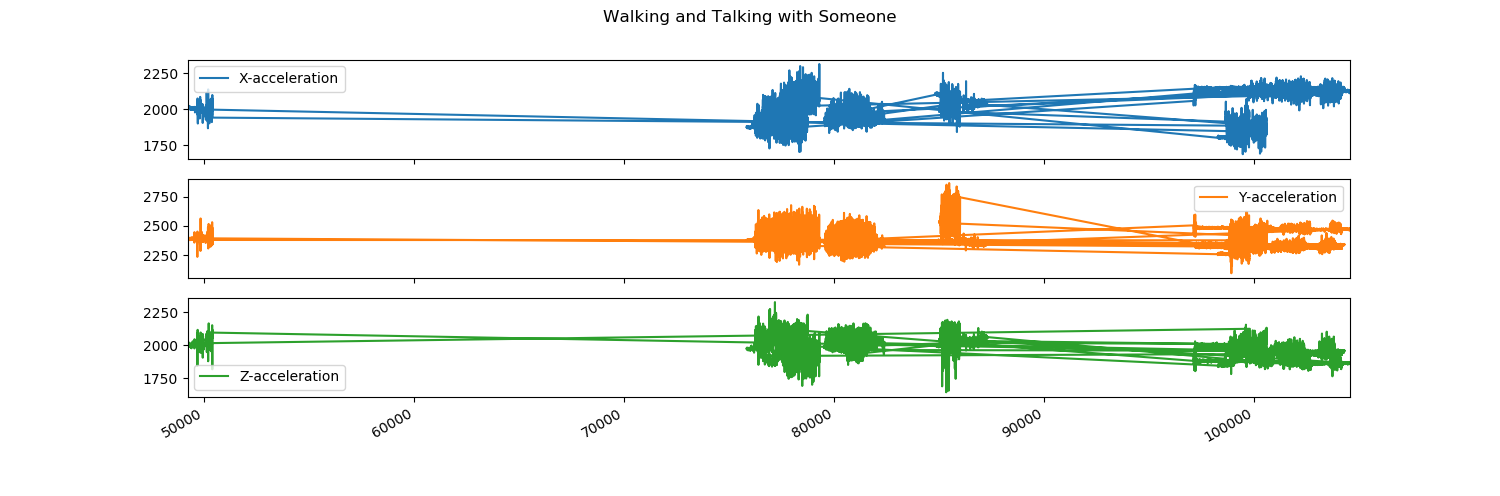 Walking and Talking with Someone
2250
2000
1750
X-acceleration
2750
2500
2250
Y-acceleration
2250
2000
1750
Z-acceleration
50000 60000 70000 80000 90000 100000